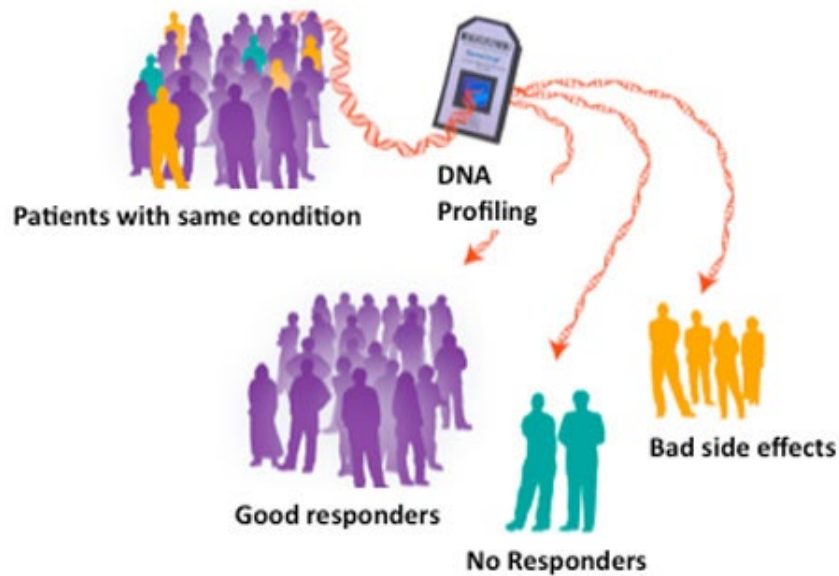 Patients with same condition
DNA
Profiling
Good responders
No Responders
Bad side effects